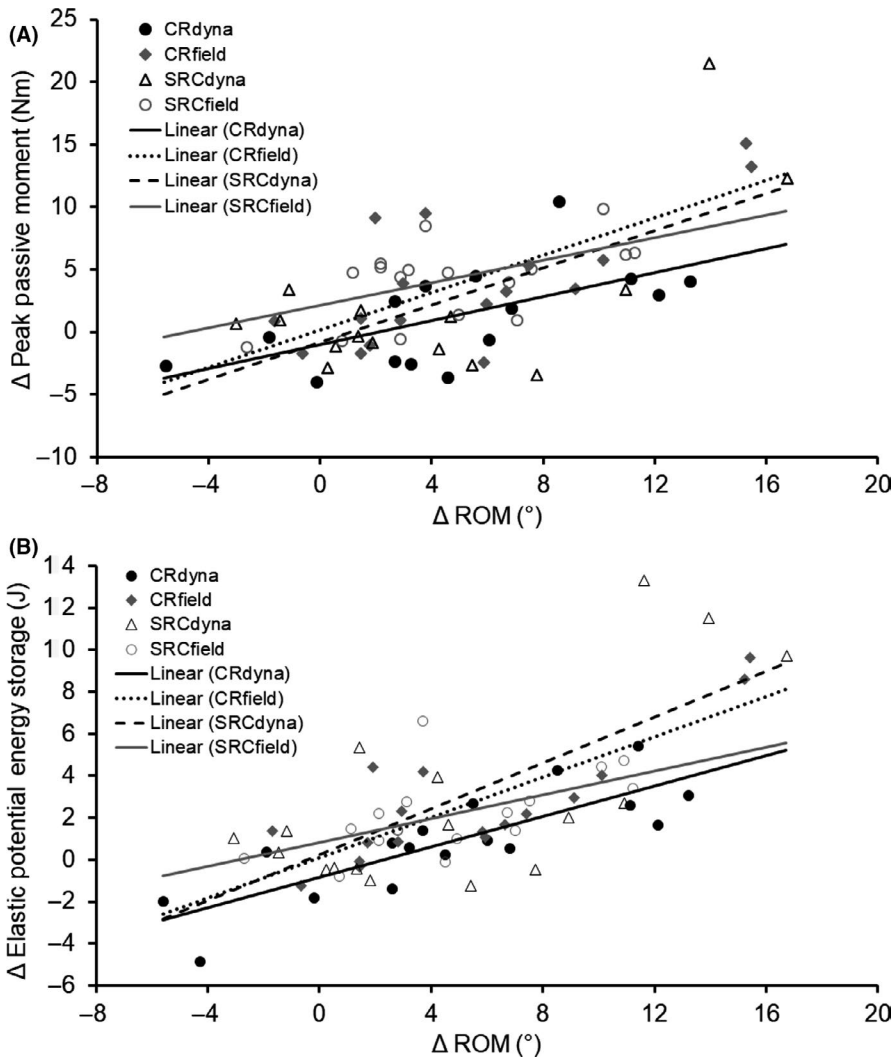 (A)
Δ Peak passive moment (Nm)
25
20
15
10
5
0
−5
−10
CRdyna
CRfield
SRCdyna
SRCfield
Linear (CRdyna)
Linear (CRfield)
Linear (SRCdyna)
Linear (SRCfield)
−8 −4 0 4 8 12 16 20
Δ ROM (°)
(B)
Δ Elastic potential energy storage (J)
14
12
10
8
6
4
2
0
−2
−4
−6
CRdyna
CRfield
SRCdyna
SRCfield
Linear (CRdyna)
Linear (CRfield)
Linear (SRCdyna)
Linear (SRCfield)
−8 −4 0 4 8 12 16 20
Δ ROM (°)